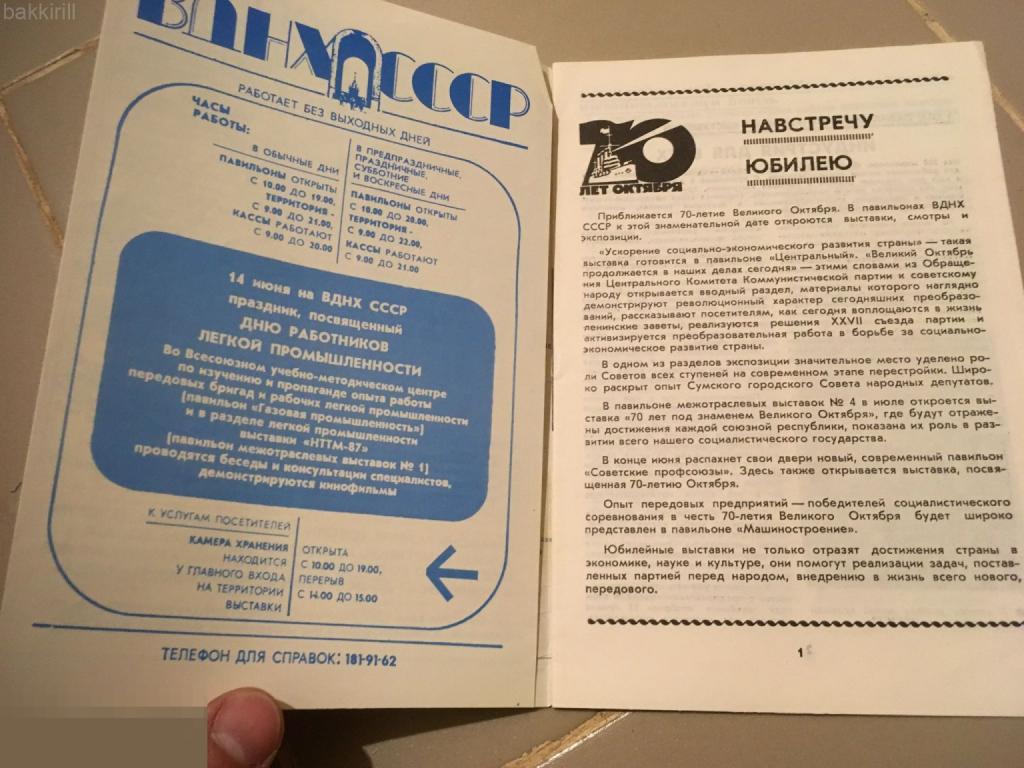 bakkirill
ВДНХ СССР
РАБОТАЕТ БЕЗ ВЫХОДНЫХ ДНЕЙ
ЧАСЫ
РАБОТЫ:
В ОБЫЧНЫЕ ДНИ
ПАВИЛЬОНЫ ОТКРЫТЫ
С 10.00 ДО 19.00,
ТЕРРИТОРИЯ -
С 9.00 ДО 21.00,
КАССЫ РАБОТАЮТ
С 9.00 ДО 20.00
В ПРЕДПРАЗДНИЧНЫЕ,
ПРАЗДНИЧНЫЕ,
СУББОТНИЕ
И ВОСКРЕСНЫЕ ДНИ
ПАВИЛЬОНЫ ОТКРЫТЫ
С 10.00 ДО 20.00,
ТЕРРИТОРИЯ -
С 9.00 ДО 22.00,
КАССЫ РАБОТАЮТ
С 9.00 ДО 21.00
14 июня на ВДНХ СССР
праздник, посвященный
ДНЮ РАБОТНИКОВ
ЛЕГКОЙ ПРОМЫШЛЕННОСТИ
Во Всесоюзном учебно-методическом центре
по изучению и пропаганде опыта работы
передовых бригад и рабочих легкой промышленности
[павильон «Газовая промышленность»]
и в разделе легкой промышленности
выставки «НТТМ-87»
[павильон межотраслевых выставок № 1]
проводятся беседы и консультации специалистов,
демонстрируются кинофильмы
К УСЛУГАМ ПОСЕТИТЕЛЕЙ
КАМЕРА ХРАНЕНИЯ
НАХОДИТСЯ
У ГЛАВНОГО ВХОДА
НА ТЕРРИТОРИИ
ВЫСТАВКИ
ОТКРЫТА
С 10.00 ДО 19.00,
ПЕРЕРЫВ
С 14.00 ДО 15.00
ТЕЛЕФОН ДЛЯ СПРАВОК: 181-91-62
70
ЛЕТ ОКТЯБРЯ
НАВСТРЕЧУ
ЮБИЛЕЮ
Приближается 70-летие Великого Октября. В павильонах ВДНХ
СССР к этой знаменательной дате откроются выставки, смотры и
экспозиции.
«Ускорение социально-экономического развития страны» — такая
выставка готовится в павильоне «Центральный». «Великий Октябрь
продолжается в наших делах сегодня» — этими словами из Обраще-
ния Центрального Комитета Коммунистической партии к советскому
народу открывается вводный раздел, материалы которого наглядно
демонстрируют революционный характер сегодняшних преобразо-
ваний, рассказывают посетителям, как сегодня воплощаются в жизнь
ленинские заветы, реализуются решения XXVII съезда партии и
активизируется преобразовательная работа в борьбе за социально-
экономическое развитие страны.
В одном из разделов экспозиции значительное место уделено ро-
ли Советов всех ступеней на современном этапе перестройки. Широ-
ко раскрыт опыт Сумского городского Совета народных депутатов.
В павильоне межотраслевых выставок № 4 в июле откроется вы-
ставка «70 лет под знаменем Великого Октября», где будут отраже-
ны достижения каждой союзной республики, показана их роль в раз-
витии всего нашего социалистического государства.
В конце июня распахнет свои двери новый, современный павильон
«Советские профсоюзы». Здесь также открывается выставка, посвя-
щенная 70-летию Октября.
Опыт передовых предприятий — победителей социалистического
соревнования в честь 70-летия Великого Октября будет широко
представлен в павильоне «Машиностроение».
Юбилейные выставки не только отразят достижения страны в
экономике, науке и культуре, они помогут реализации задач, постав-
ленных партией перед народом, внедрению в жизнь всего нового,
передового.
1